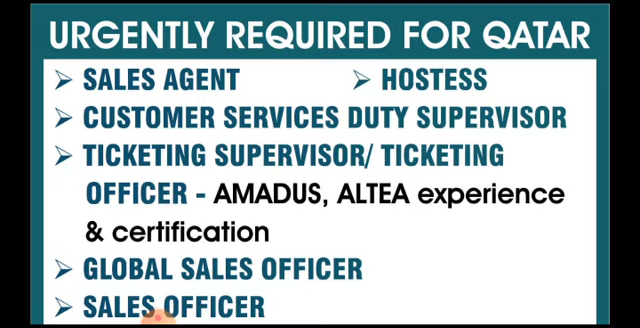 URGENTLY REQUIRED FOR QATAR
➢ SALES AGENT ➢ HOSTESS
➢ CUSTOMER SERVICES DUTY SUPERVISOR
➢ TICKETING SUPERVISOR/ TICKETING
OFFICER - AMADUS, ALTEA experience
& certification
➢ GLOBAL SALES OFFICER
➢ SALES OFFICER